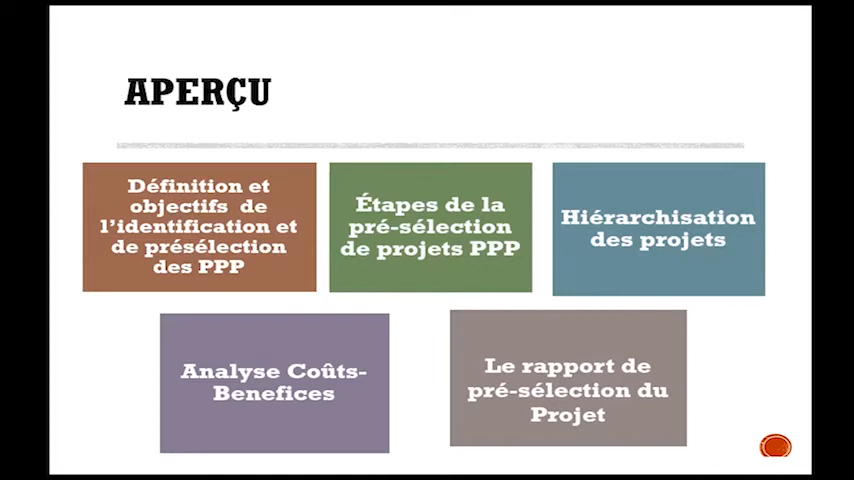 APERÇU
Définition et
objectifs de
l'identification et
de présélection
des PPP
Étapes de la
pré-sélection
de projets PPP
Hiérarchisation
des projets
Analyse Coûts-
Benefices
Le rapport de
pré-sélection du
Projet